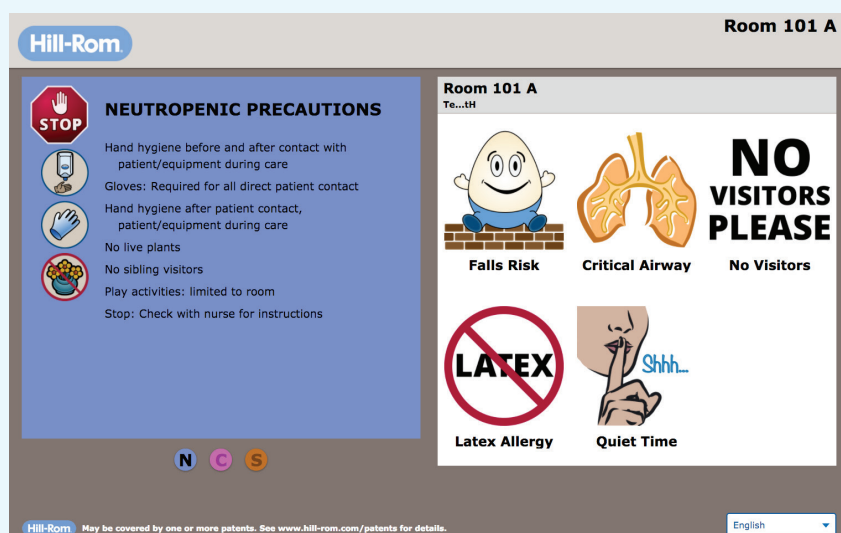 Hill-Rom.
Room 101 A
STOP
NEUTROPENIC PRECAUTIONS
Hand hygiene before and after contact with
patient/equipment during care
Gloves: Required for all direct patient contact
Hand hygiene after patient contact,
patient/equipment during care
No live plants
No sibling visitors
Play activities: limited to room
Stop: Check with nurse for instructions
N C S
Room 101 A
Te...tH
Falls Risk
Critical Airway
NO
VISITORS
PLEASE
No Visitors
LATEX
Latex Allergy
Shhh...
Quiet Time
Hill-Rom May be covered by one or more patents. See www.hill-rom.com/patents for details.
English